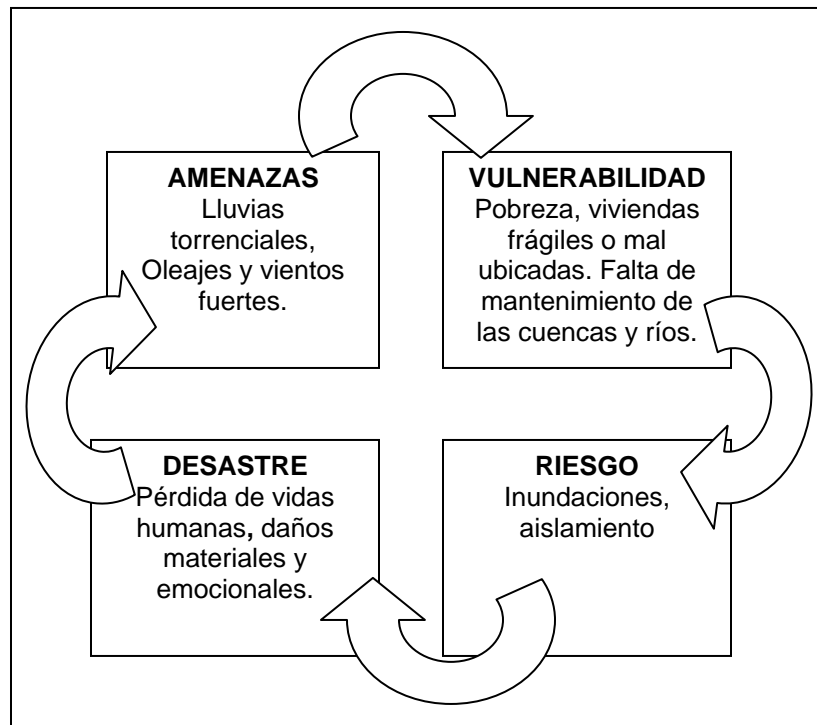 AMENAZAS
Lluvias
torrenciales,
Oleajes y vientos
fuertes.
VULNERABILIDAD
Pobreza, viviendas
frágiles o mal
ubicadas. Falta de
mantenimiento de
las cuencas y ríos.
DESASTRE
Pérdida de vidas
humanas, daños
materiales y
emocionales.
RIESGO
Inundaciones,
aislamiento